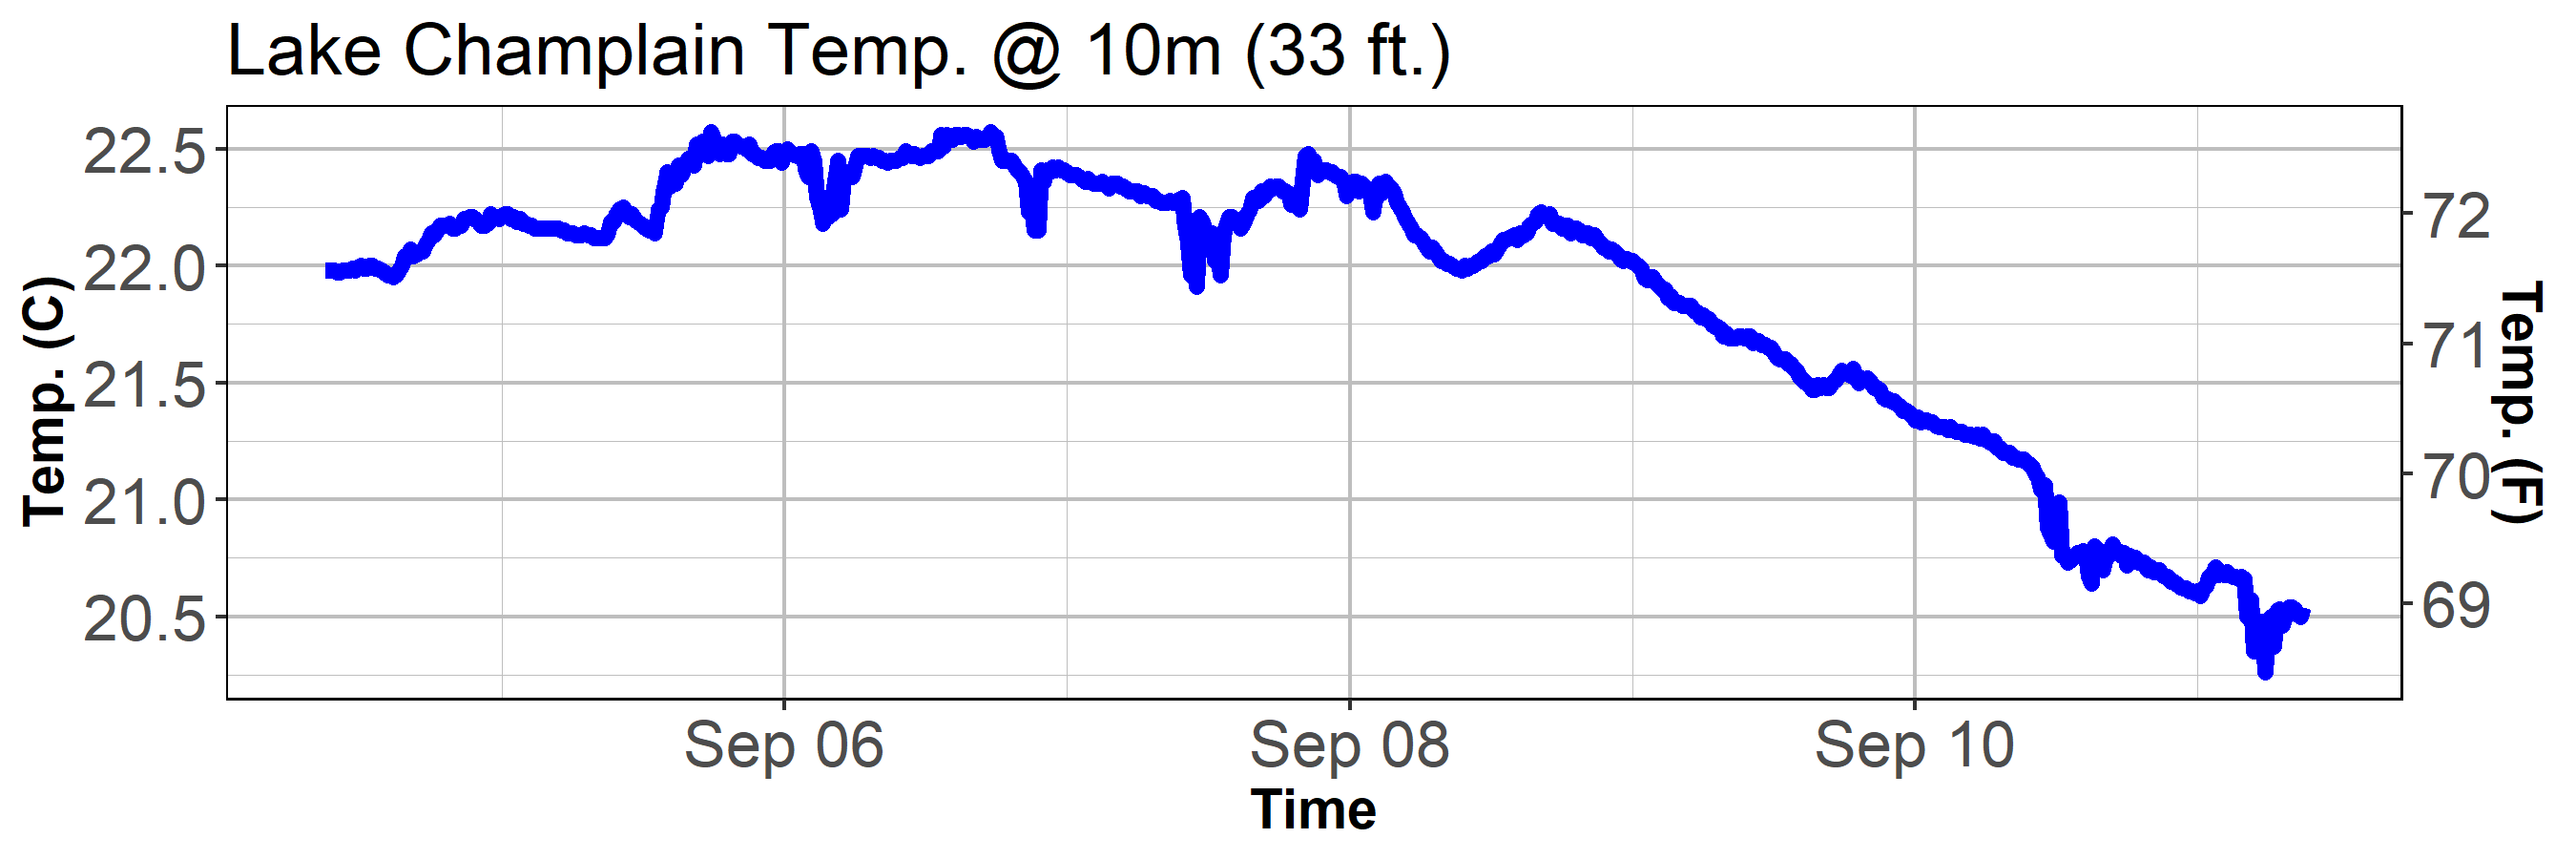 Lake Champlain Temp. @ 10m (33 ft.)
Temp. (C)
22.5
22.0
21.5
21.0
20.5
72
71
70
69
Temp. (F)
Sep 06
Sep 08
Sep 10
Time